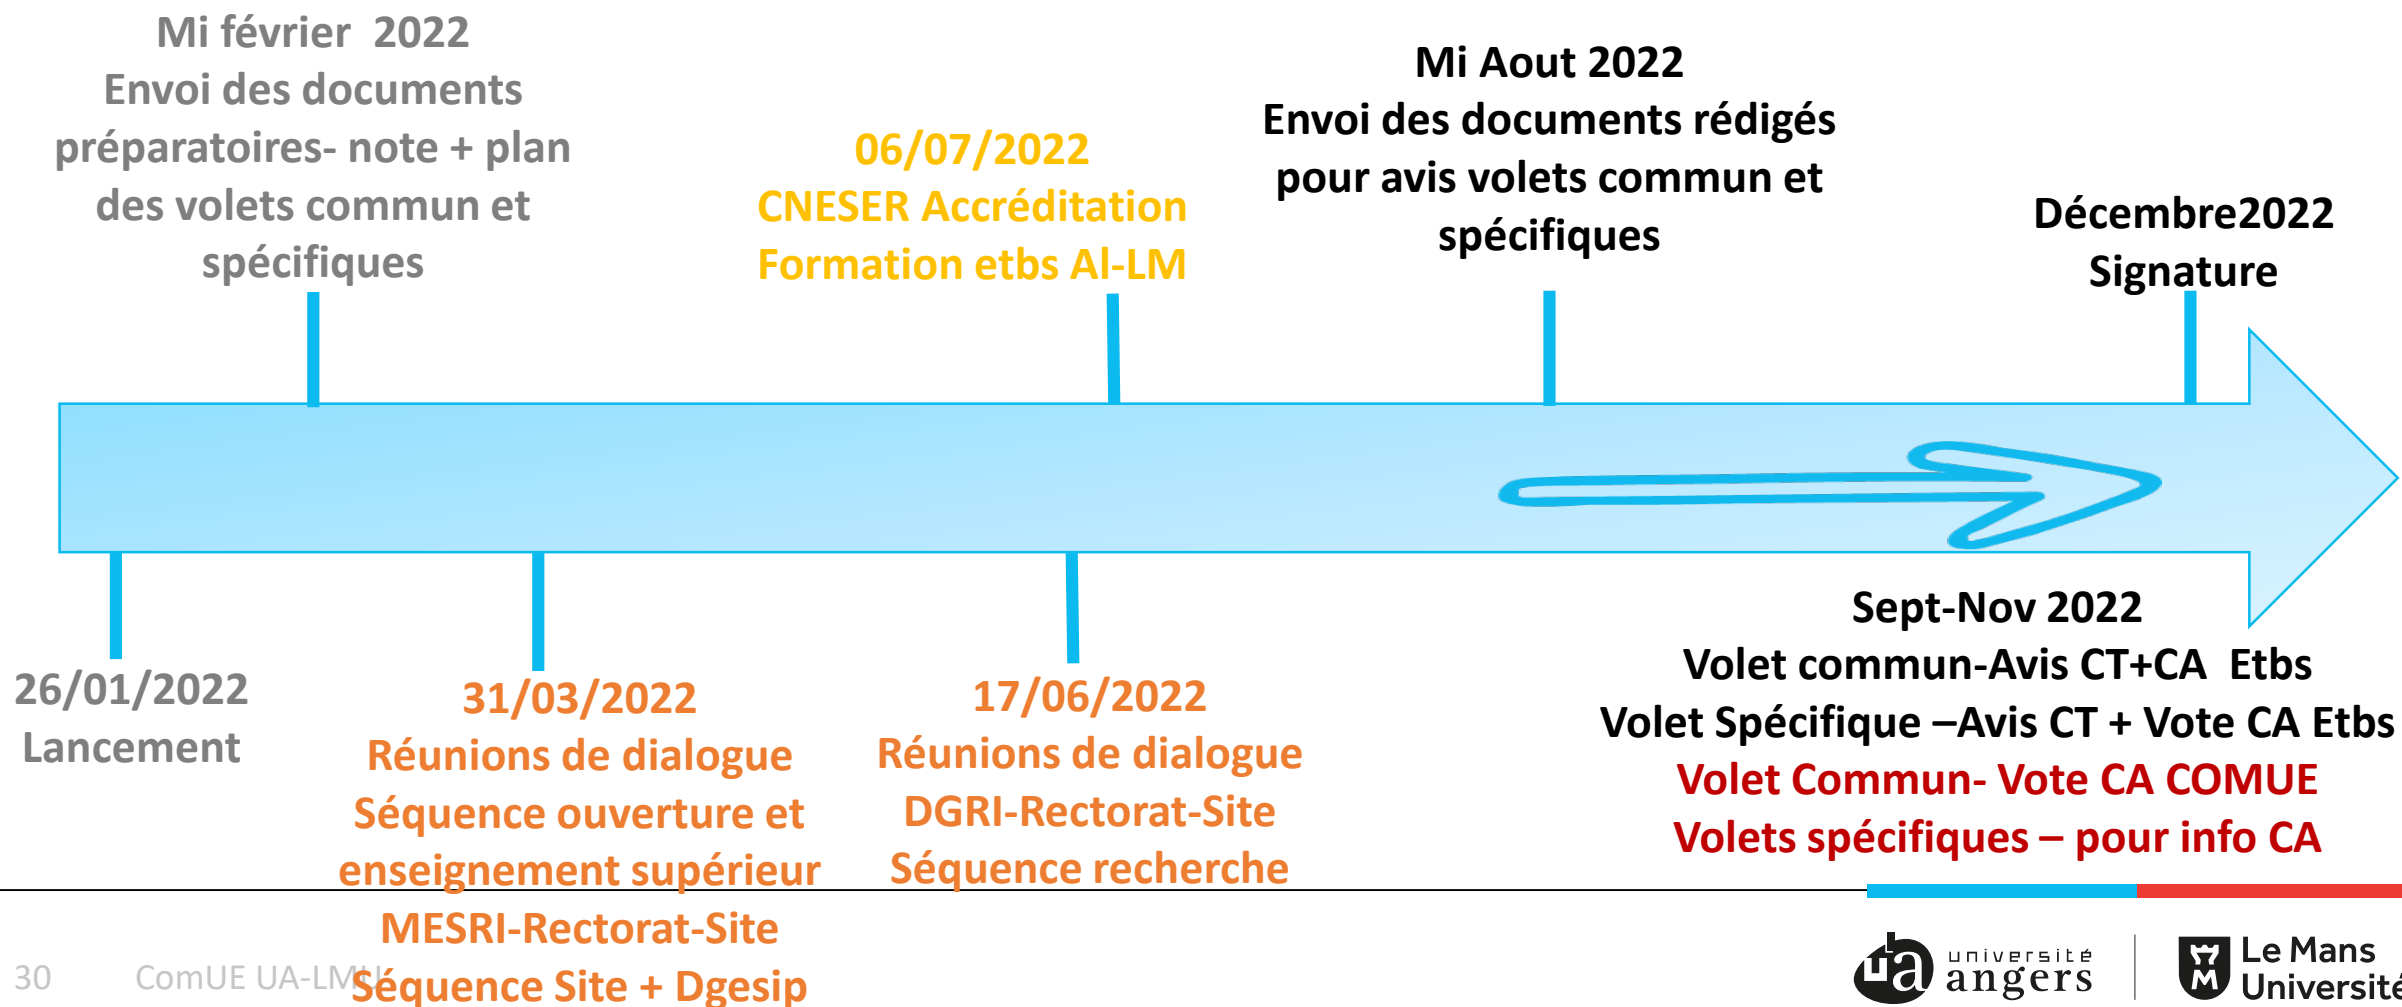 Mi février 2022
Envoi des documents
préparatoires- note + plan
des volets commun et
spécifiques
06/07/2022
CNESER Accréditation
Formation etbs Al-LM
Mi Aout 2022
Envoi des documents rédigés
pour avis volets commun et
spécifiques
Décembre2022
Signature
26/01/2022
Lancement
31/03/2022
Réunions de dialogue
Séquence ouverture et
enseignement supérieur
MESRI-Rectorat-Site
Séquence Site + Dgesip
17/06/2022
Réunions de dialogue
DGRI-Rectorat-Site
Séquence recherche
Sept-Nov 2022
Volet commun-Avis CT+CA Etbs
Volet Spécifique –Avis CT + Vote CA Etbs
Volet Commun- Vote CA COMUE
Volets spécifiques – pour info CA
30
ComUE UA-LMU
ua
université
angers
Le Mans
Université